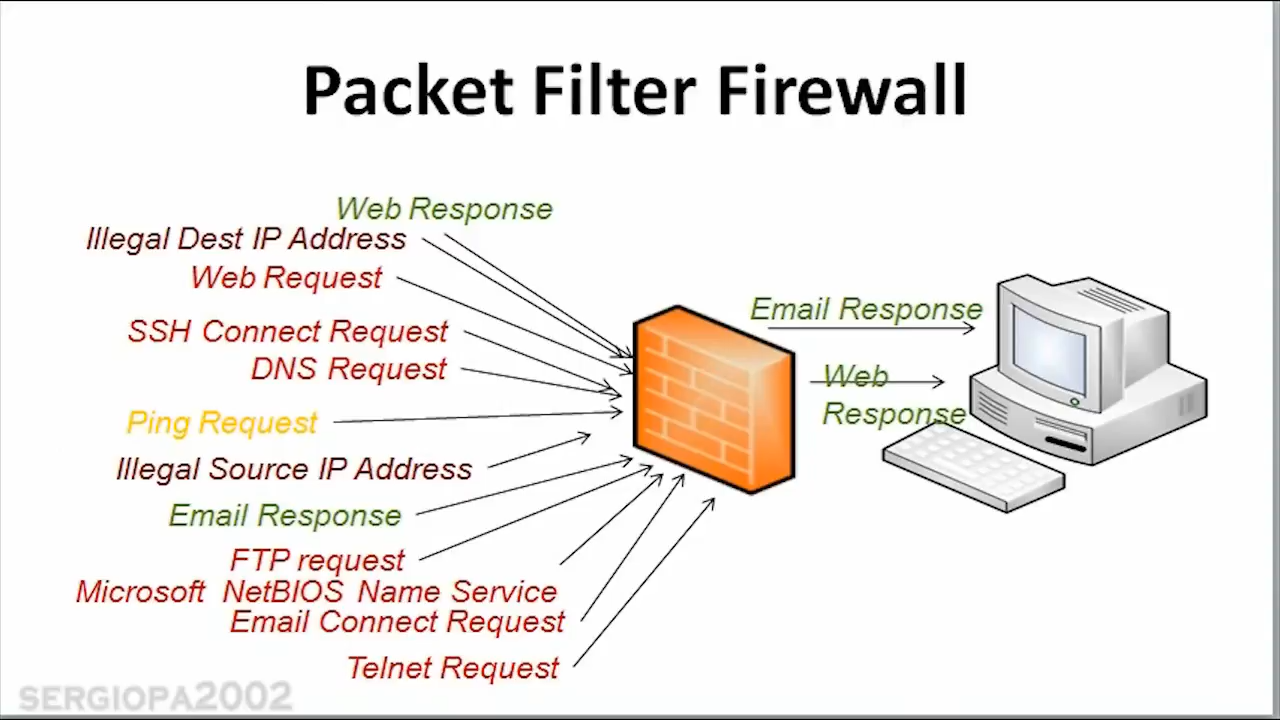 Packet Filter Firewall
Web Response
Illegal Dest IP Address
Web Request
SSH Connect Request
DNS Request
Ping Request
Illegal Source IP Address
Email Response
FTP request
Microsoft NetBIOS Name Service
Email Connect Request
Telnet Request
Email Response
Web
Response
SERGIOPA2002